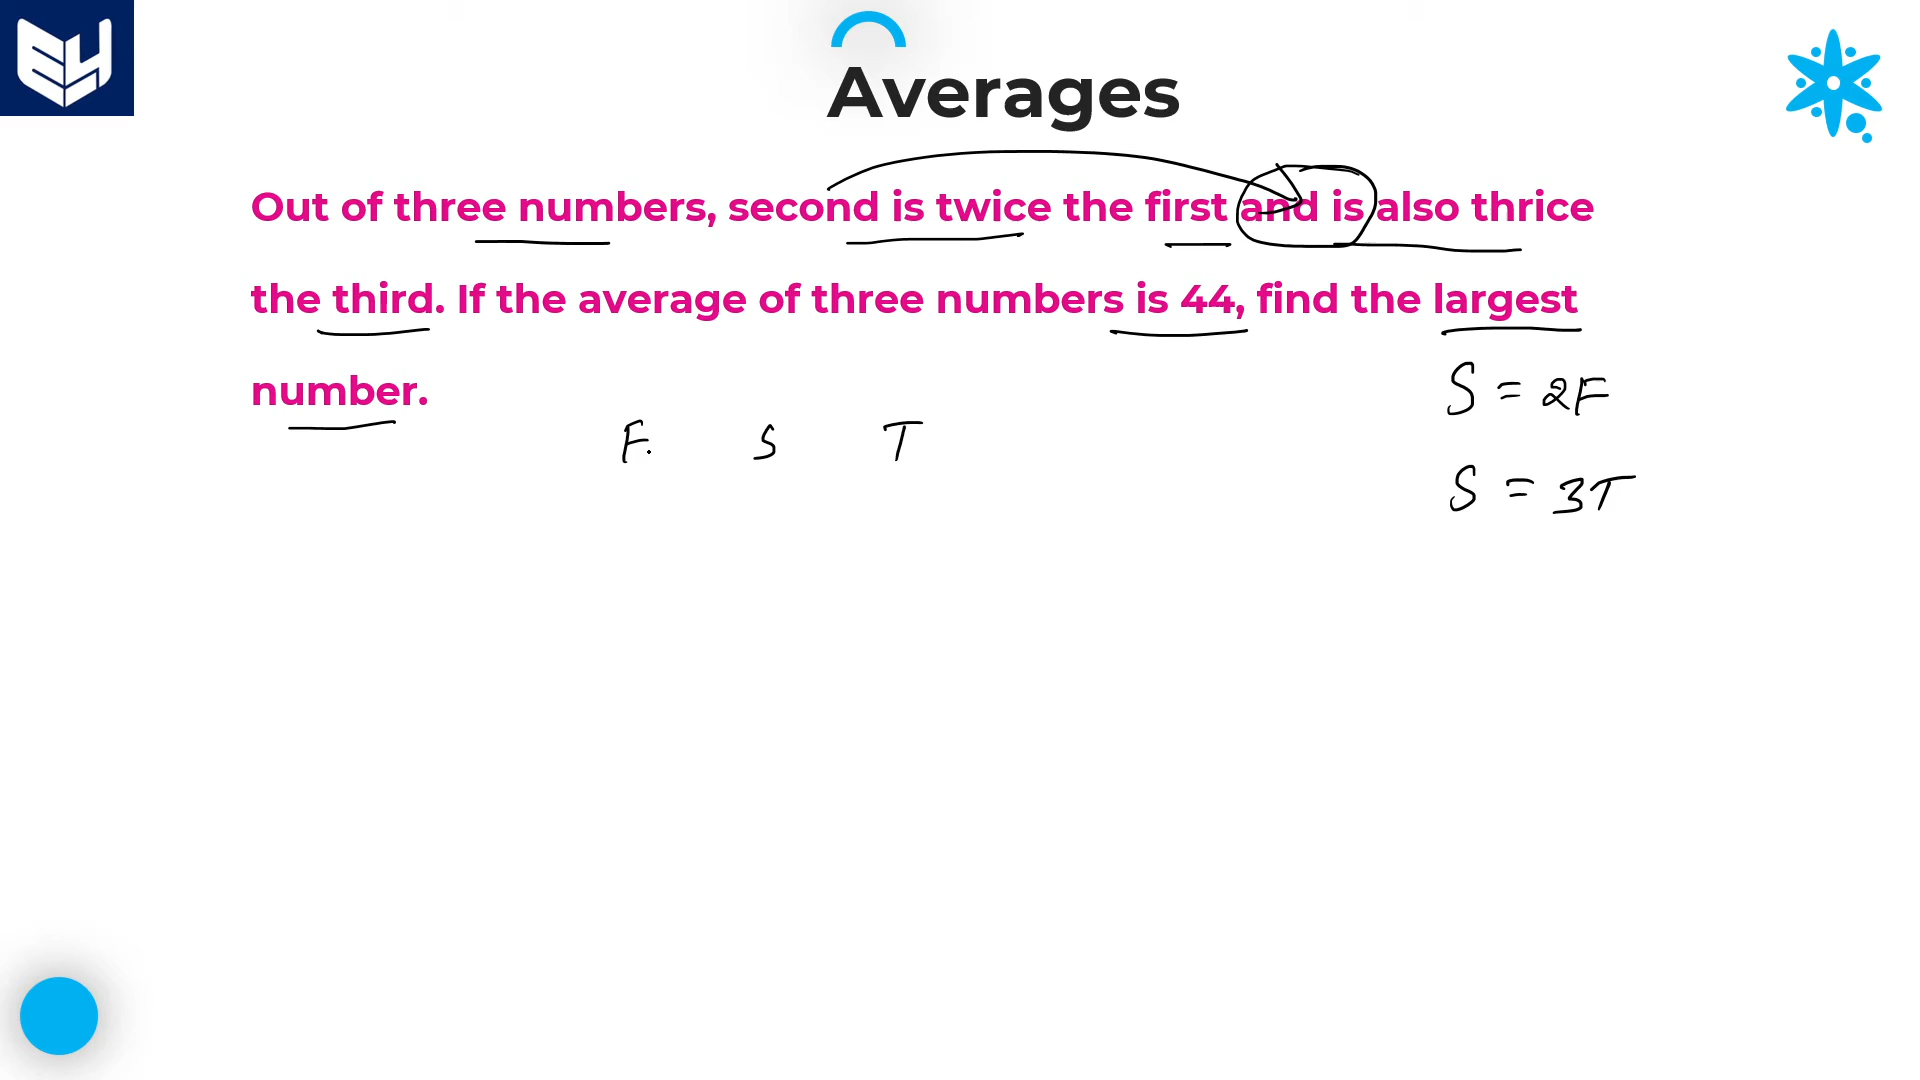 Averages
Out of three numbers, second is twice the first and is also thrice
the third. If the average of three numbers is 44, find the largest
number.
S = 2F
F. S T
S = 3T